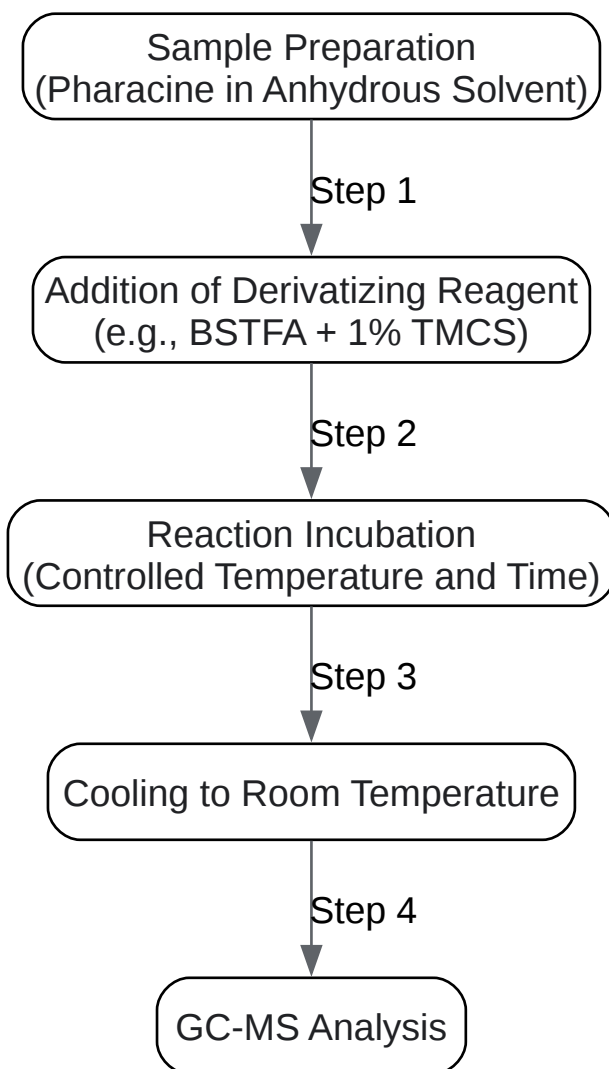 Sample Preparation
(Pharacine in Anhydrous Solvent)
Step 1
Addition of Derivatizing Reagent
(e.g., BSTFA + 1% TMCS)
Step 2
Reaction Incubation
(Controlled Temperature and Time)
Step 3
Cooling to Room Temperature
Step 4
GC-MS Analysis